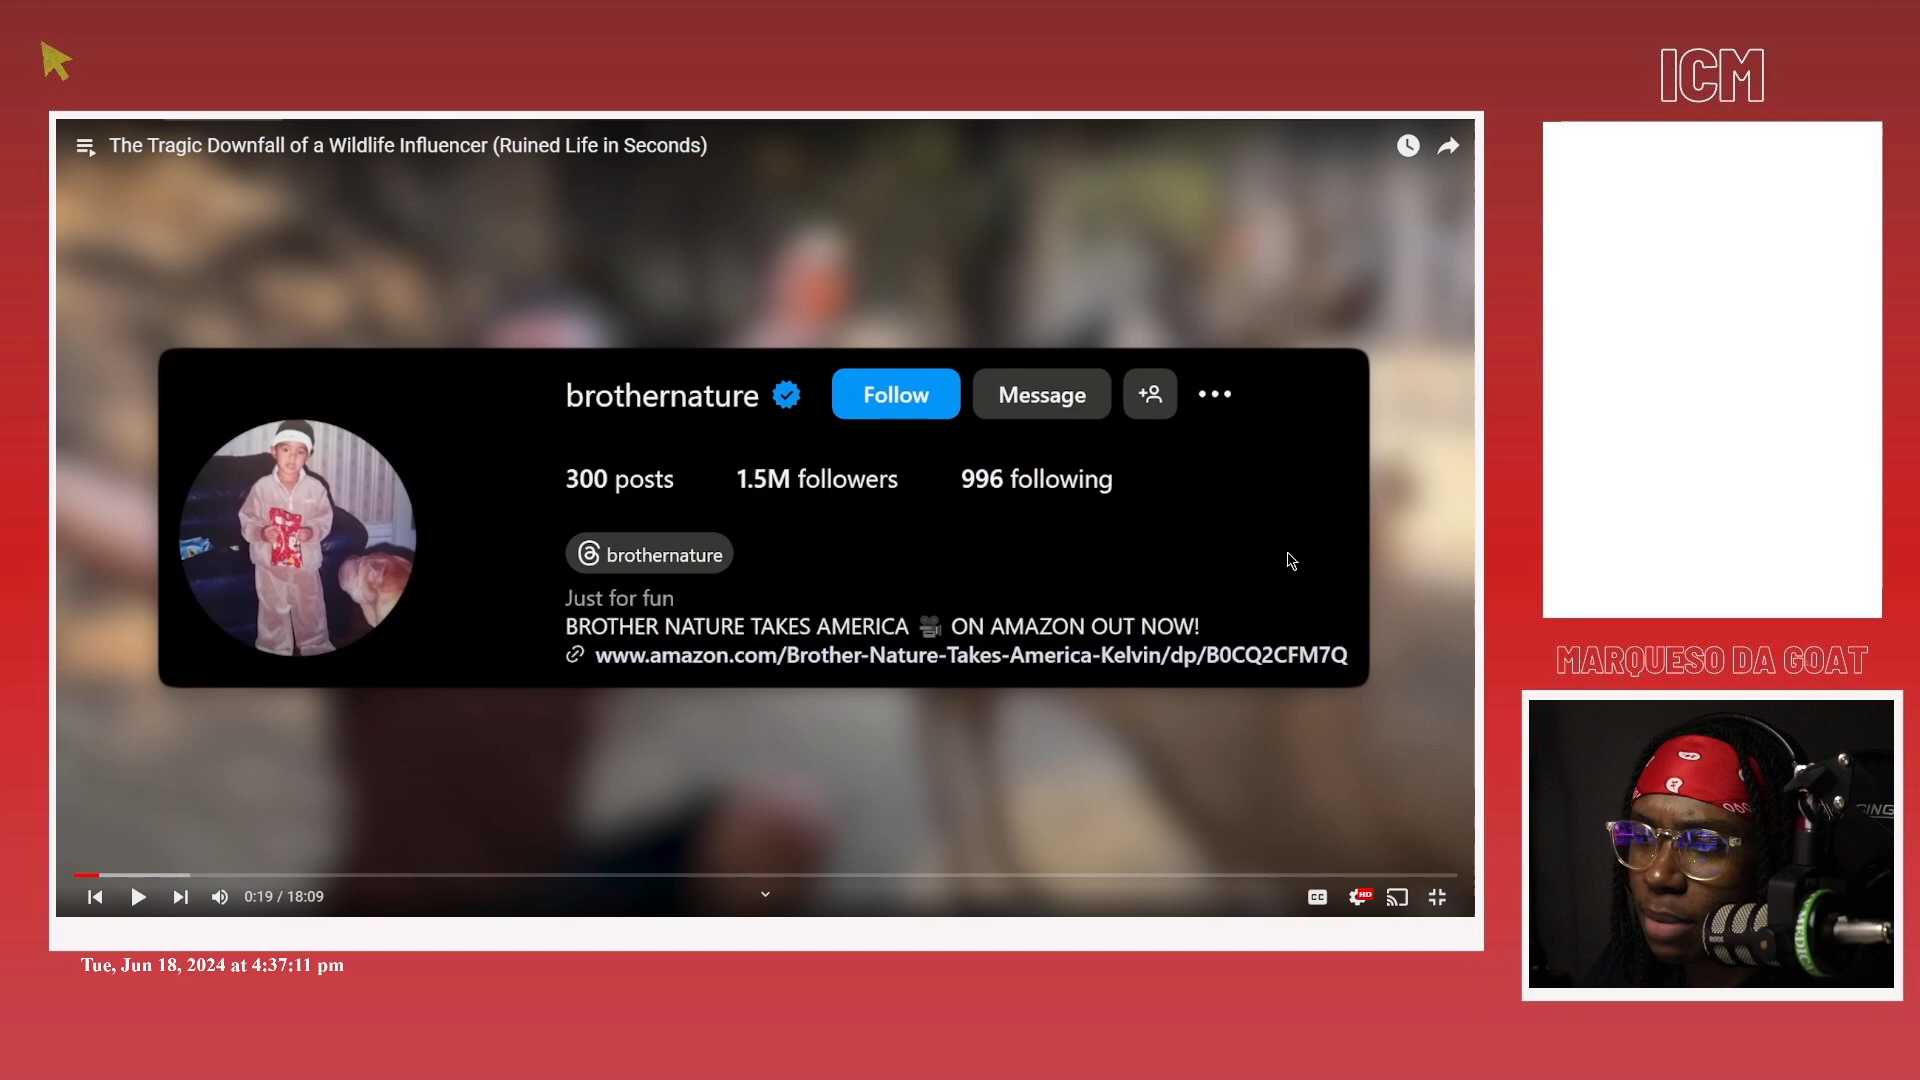 ICM
The Tragic Downfall of a Wildlife Influencer (Ruined Life in Seconds)
brothernature Follow Message
300 posts 1.5M followers 996 following
brothernature
Just for fun
BROTHER NATURE TAKES AMERICA 🎥 ON AMAZON OUT NOW!
www.amazon.com/Brother-Nature-Takes-America-Kelvin/dp/B0CQ2CFM7Q
MARQUESO DA GOAT
0:19 / 18:09
CC
HD
RODE
Tue, Jun 18, 2024 at 4:37:11 pm